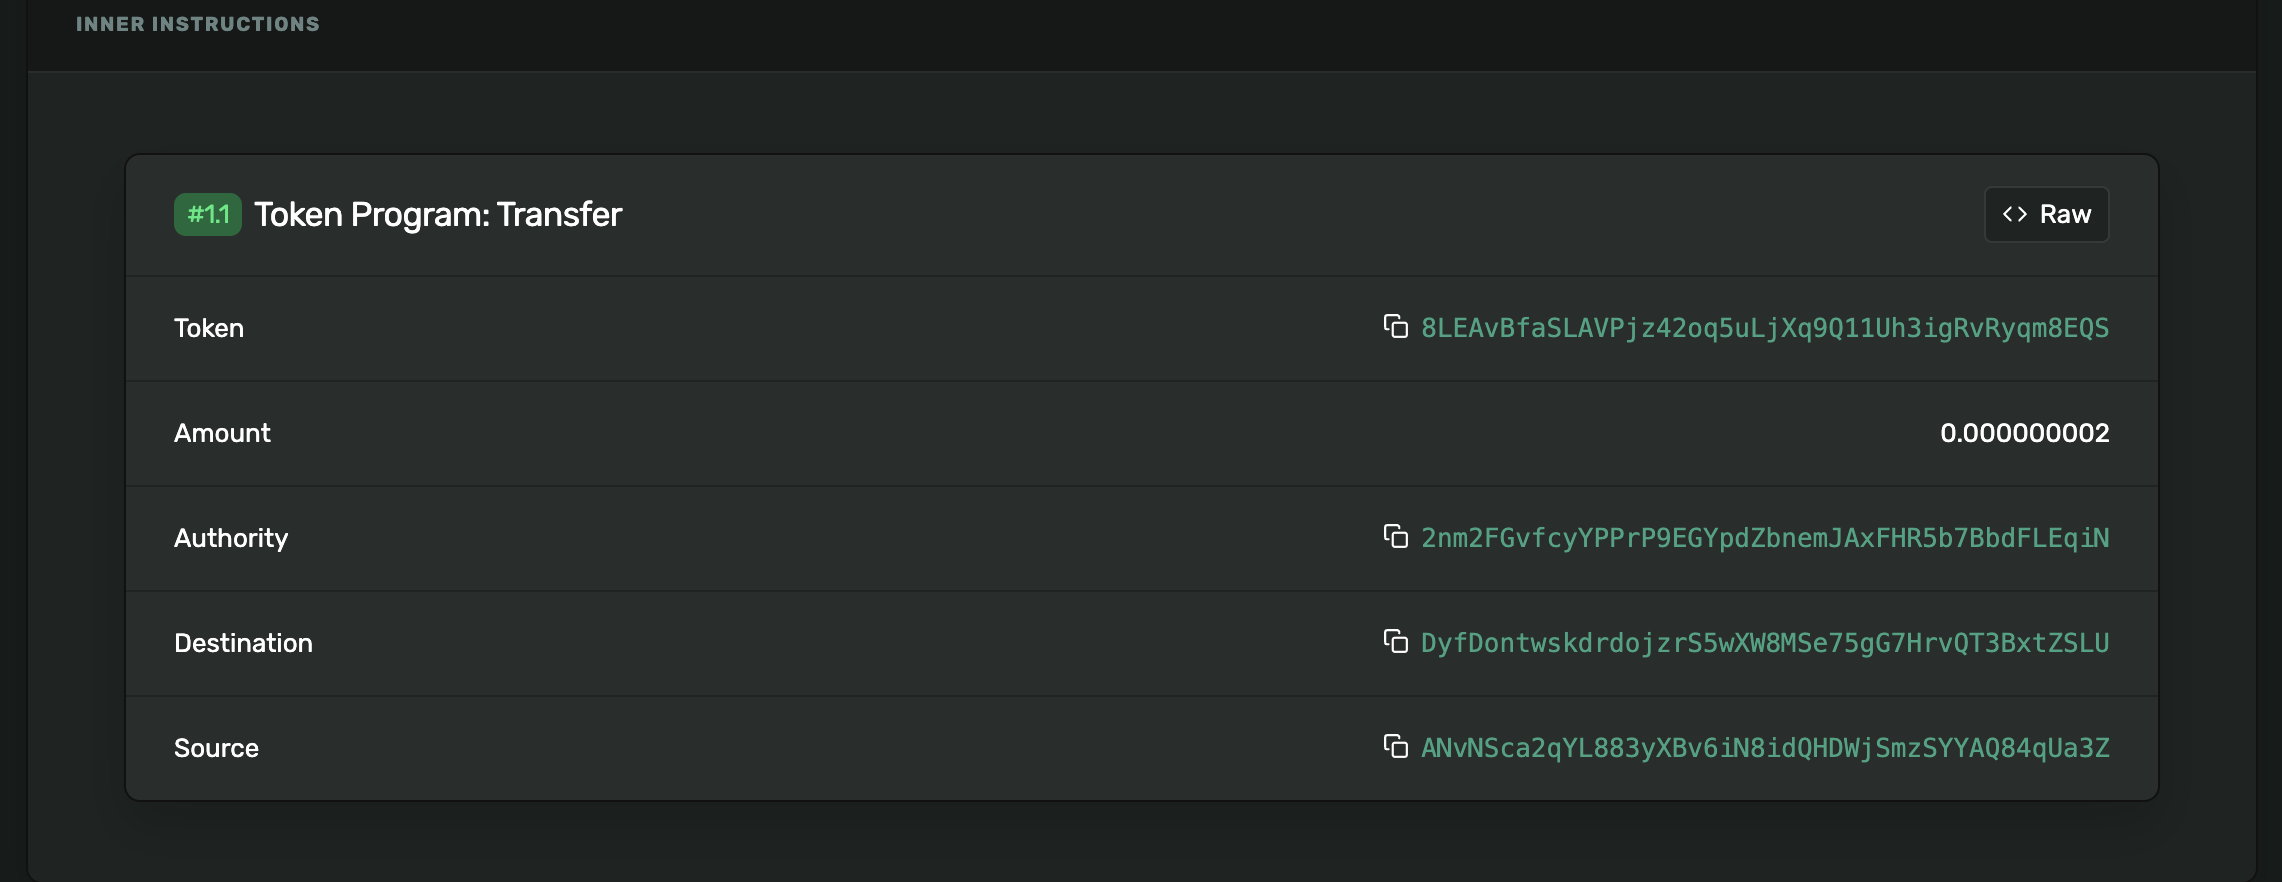 INNER INSTRUCTIONS
#1.1 Token Program: Transfer
<> Raw
Token 8LEAvBfaSLAVPjz42oq5uLjXq9Q11Uh3igRvRyqm8EQS
Amount 0.000000002
Authority 2nm2FGvfcyYPPrP9EGYpdZbnemJAxFHR5b7BbdFLEqiN
Destination DyfDontwskdrdojzrS5wXW8MSe75gG7HrvQT3BxtZSLU
Source ANvNSca2qYL883yXBv6iN8idQHDWjSmzSYYAQ84qUa3Z